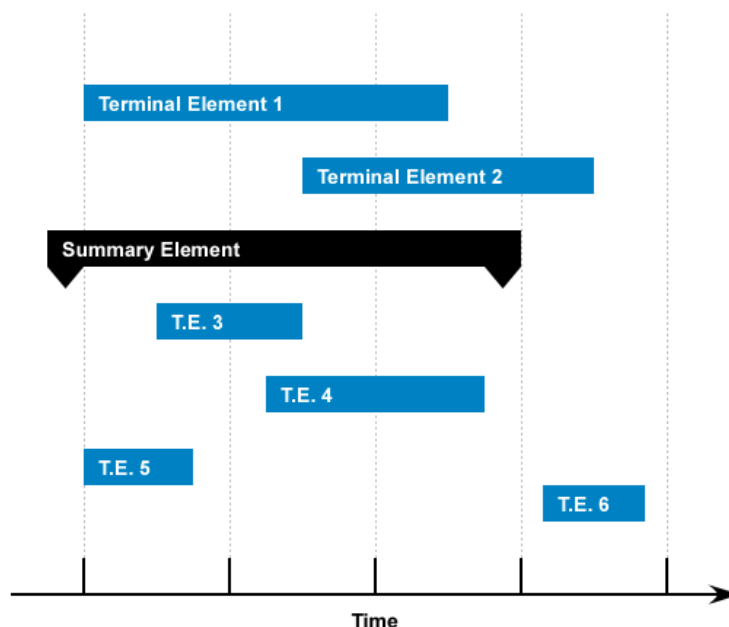 Terminal Element 1
Terminal Element 2
Summary Element
T.E. 3
T.E. 4
T.E. 5
T.E. 6
Time